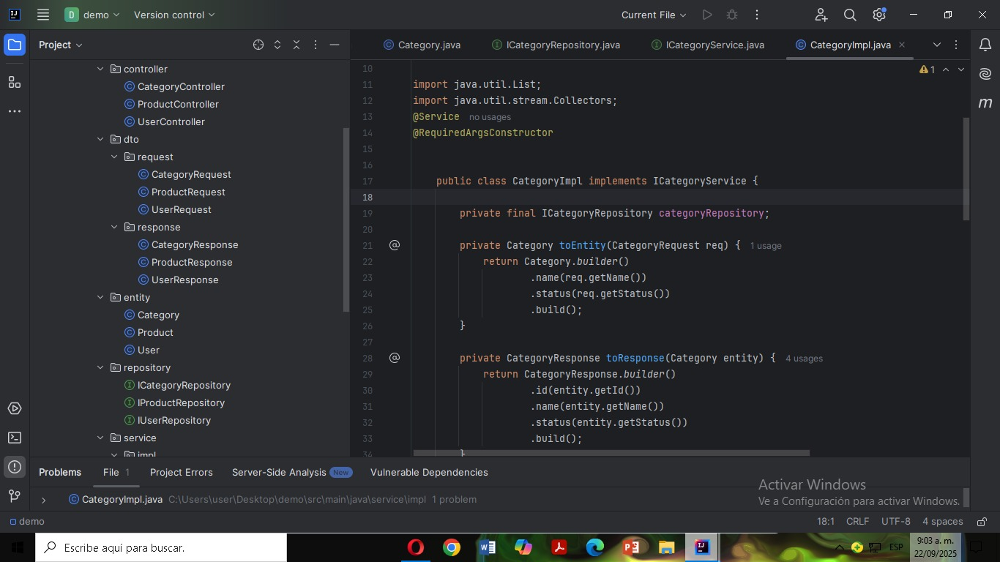 D demo Version control Current File
Project
Category.java ICategoryRepository.java ICategoryService.java CategoryImpl.java
controller
CategoryController
ProductController
UserController
dto
request
CategoryRequest
ProductRequest
UserRequest
response
CategoryResponse
ProductResponse
UserResponse
entity
Category
Product
User
repository
ICategoryRepository
IProductRepository
IUserRepository
service
impl
1
10
11 import java.util.List;
12 import java.util.stream.Collectors;
13 @Service no usages
14 @RequiredArgsConstructor
15
16
17 public class CategoryImpl implements ICategoryService {
18
19 private final ICategoryRepository categoryRepository;
20
21 private Category toEntity(CategoryRequest req) { 1 usage
22 return Category.builder()
23 .name(req.getName())
24 .status(req.getStatus())
25 .build();
26 }
27
28 private CategoryResponse toResponse(Category entity) { 4 usages
29 return CategoryResponse.builder()
30 .id(entity.getId())
31 .name(entity.getName())
32 .status(entity.getStatus())
33 .build();
34 }
Problems File 1 Project Errors Server-Side Analysis New Vulnerable Dependencies
CategoryImpl.java C:\Users\user\Desktop\demo\src\main\java\service\impl 1 problem
Activar Windows
Ve a Configuración para activar Windows.
demo 18:1 CRLF UTF-8 4 spaces
Escribe aquí para buscar.
ESP
9:03 a. m.
22/09/2025